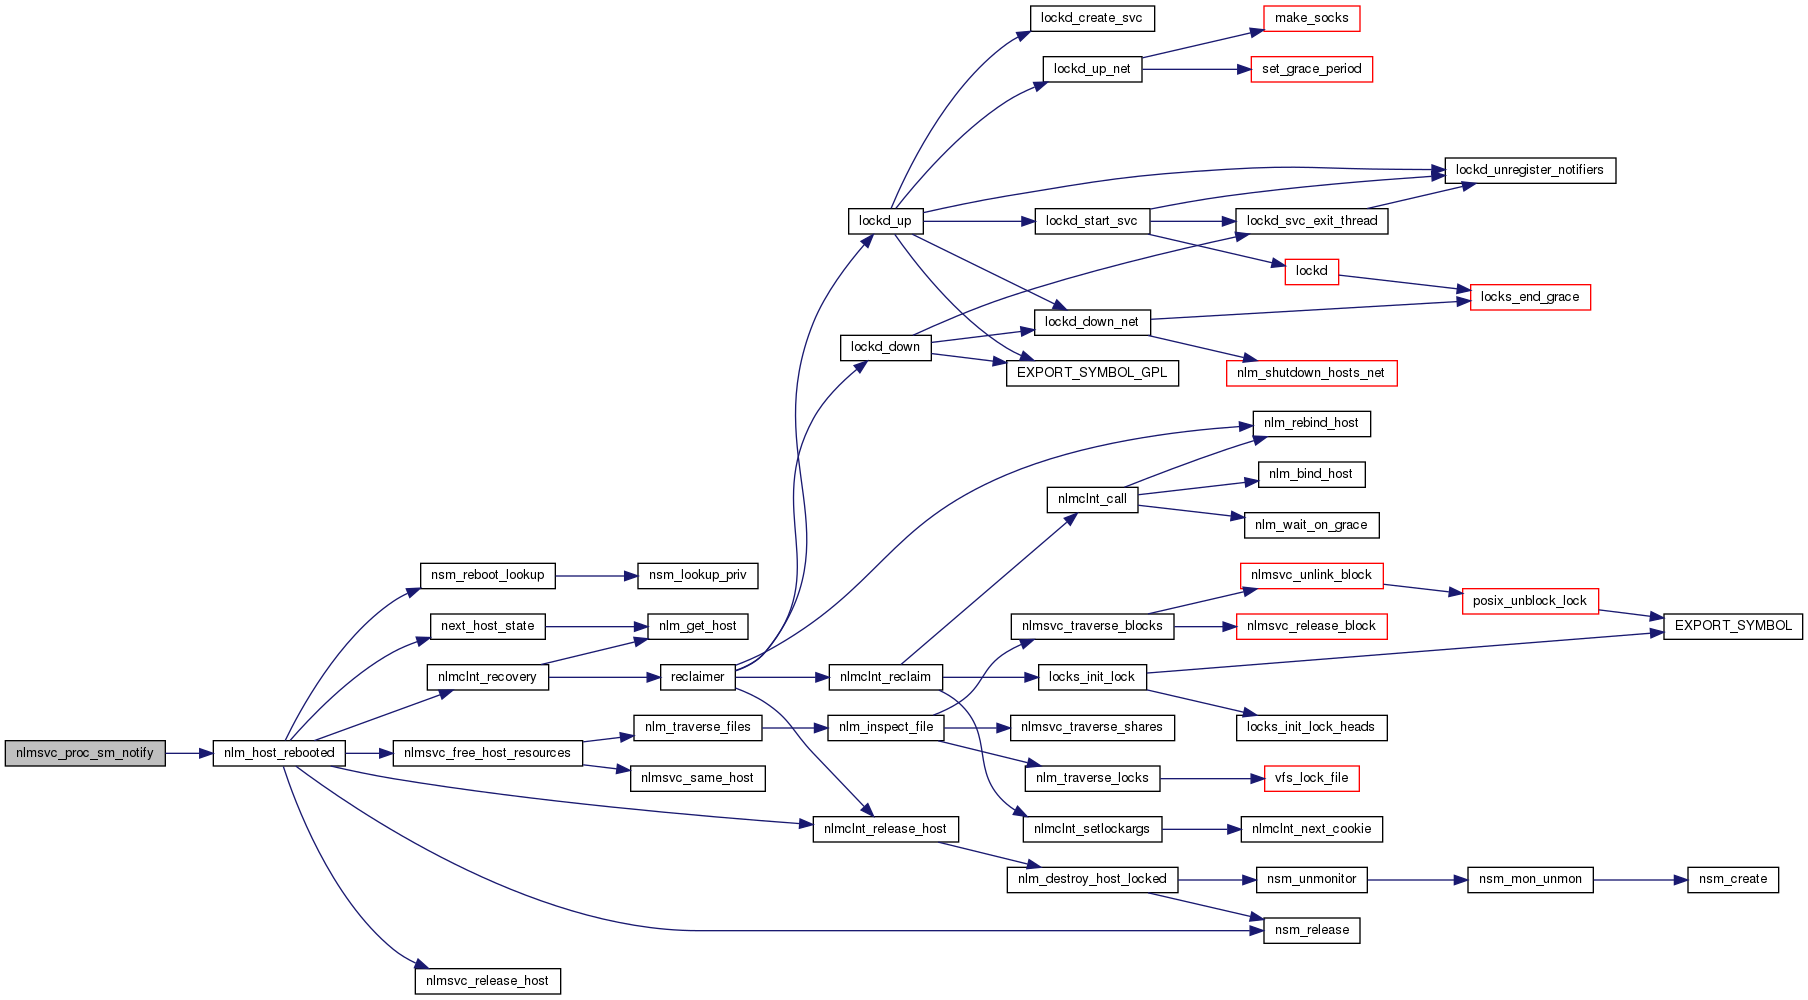 lockd_create_svc
make_socks
lockd_up_net
set_grace_period
lockd_unregister_notifiers
lockd_up
lockd_start_svc
lockd_svc_exit_thread
lockd
locks_end_grace
lockd_down_net
lockd_down
EXPORT_SYMBOL_GPL
nlm_shutdown_hosts_net
nlm_rebind_host
nlm_bind_host
nlmclnt_call
nlm_wait_on_grace
nsm_reboot_lookup
nsm_lookup_priv
nlmsvc_unlink_block
posix_unblock_lock
next_host_state
nlm_get_host
nlmsvc_traverse_blocks
nlmsvc_release_block
EXPORT_SYMBOL
nlmclnt_recovery
reclaimer
nlmclnt_reclaim
locks_init_lock
nlm_traverse_files
nlm_inspect_file
nlmsvc_traverse_shares
locks_init_lock_heads
nlmsvc_proc_sm_notify
nlm_host_rebooted
nlmsvc_free_host_resources
nlmsvc_same_host
nlm_traverse_locks
vfs_lock_file
nlmclnt_release_host
nlmclnt_setlockargs
nlmclnt_next_cookie
nlm_destroy_host_locked
nsm_unmonitor
nsm_mon_unmon
nsm_create
nsm_release
nlmsvc_release_host